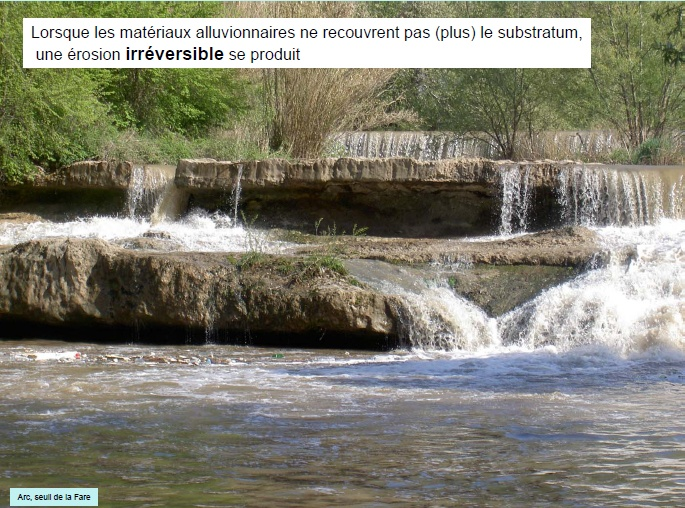 Lorsque les matériaux alluvionnaires ne recouvrent pas (plus) le substratum,
une érosion irréversible se produit
Arc, seuil de la Fare